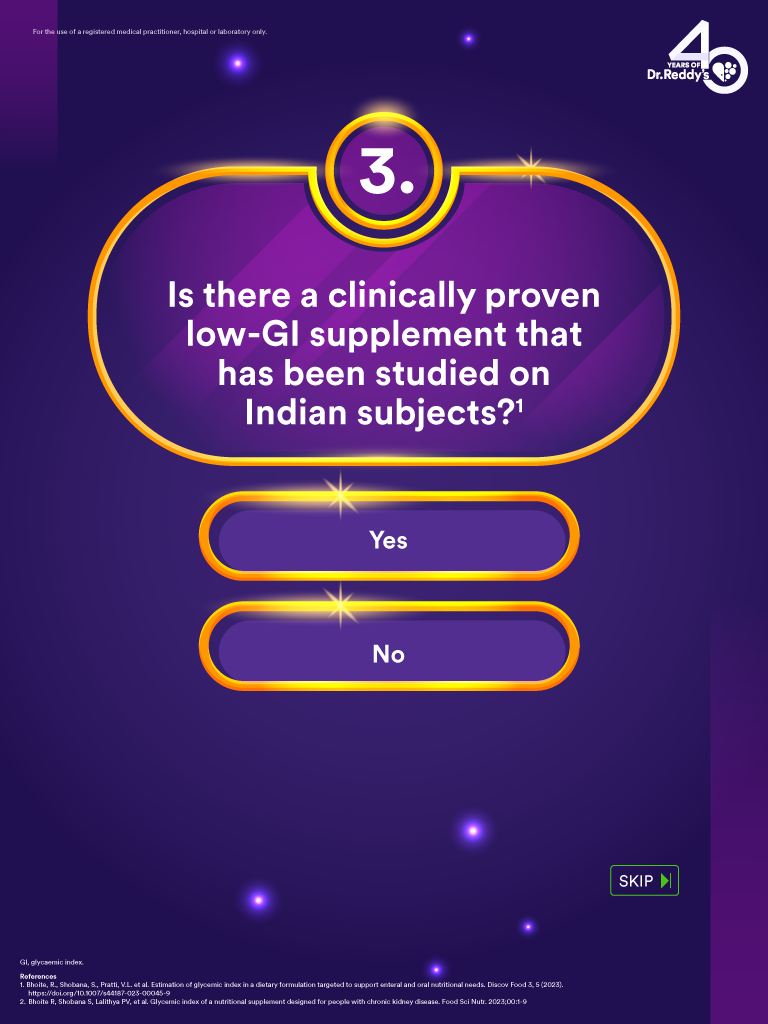 For the use of a registered medical practitioner, hospital or laboratory only.
40
YEARS OF
Dr.Reddy's
3.
Is there a clinically proven
low-GI supplement that
has been studied on
Indian subjects?¹
Yes
No
SKIP
GI, glycaemic index.
References
1. Bhoite, R., Shobana, S., Pratti, V.L. et al. Estimation of glycemic index in a dietary formulation targeted to support enteral and oral nutritional needs. Discov Food 3, 5 (2023).
https://doi.org/10.1007/s44187-023-00045-9
2. Bhoite R, Shobana S, Lalithya PV, et al. Glycemic index of a nutritional supplement designed for people with chronic kidney disease. Food Sci Nutr. 2023;00:1-9